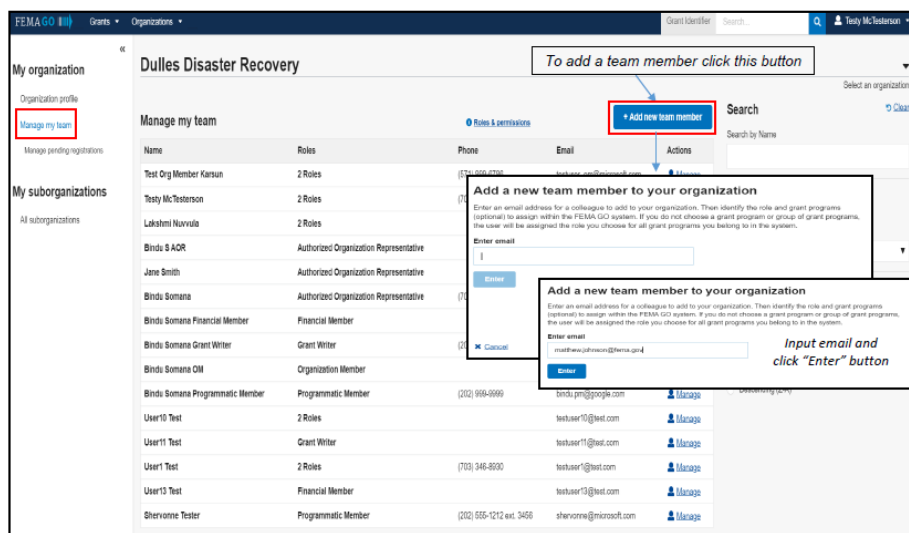 FEMA GO Grants Organizations Grant Identifier Search... Testy McTesterson
«
My organization
Organization profile
Manage my team
Manage pending registrations
My suborganizations
All suborganizations
Dulles Disaster Recovery
To add a team member click this button
Select an organization
Manage my team
Roles & permissions
+ Add new team member
Search
Clear
Search by Name
Name Roles Phone Email Actions
Test Org Member Karsun 2 Roles Manage
Testy McTesterson 2 Roles
Lakshmi Nuvvula 2 Roles
Bindu S AOR Authorized Organization Representative
Jane Smith Authorized Organization Representative
Bindu Somana Authorized Organization Representative
Bindu Somana Financial Member Financial Member
Bindu Somana Grant Writer Grant Writer
Bindu Somana OM Organization Member
Bindu Somana Programmatic Member Programmatic Member (202) 999-9999 bindu.pm@google.com Manage
User10 Test 2 Roles testuser10@test.com Manage
User11 Test Grant Writer testuser11@test.com Manage
User1 Test 2 Roles (703) 346-8930 testuser1@test.com Manage
User13 Test Financial Member testuser13@test.com Manage
Shervonne Tester Programmatic Member (202) 555-1212 ext. 3456 shervonne@microsoft.com Manage
Add a new team member to your organization
Enter an email address for a colleague to add to your organization. Then identify the role and grant programs
(optional) to assign within the FEMA GO system. If you do not choose a grant program or group of grant programs,
the user will be assigned the role you choose for all grant programs you belong to in the system.
Enter email
Enter
Cancel
Add a new team member to your organization
Enter an email address for a colleague to add to your organization. Then identify the role and grant programs
(optional) to assign within the FEMA GO system. If you do not choose a grant program or group of grant programs,
the user will be assigned the role you choose for all grant programs you belong to in the system.
Enter email
matthew.johnson@fema.gov
Enter
Input email and
click “Enter” button